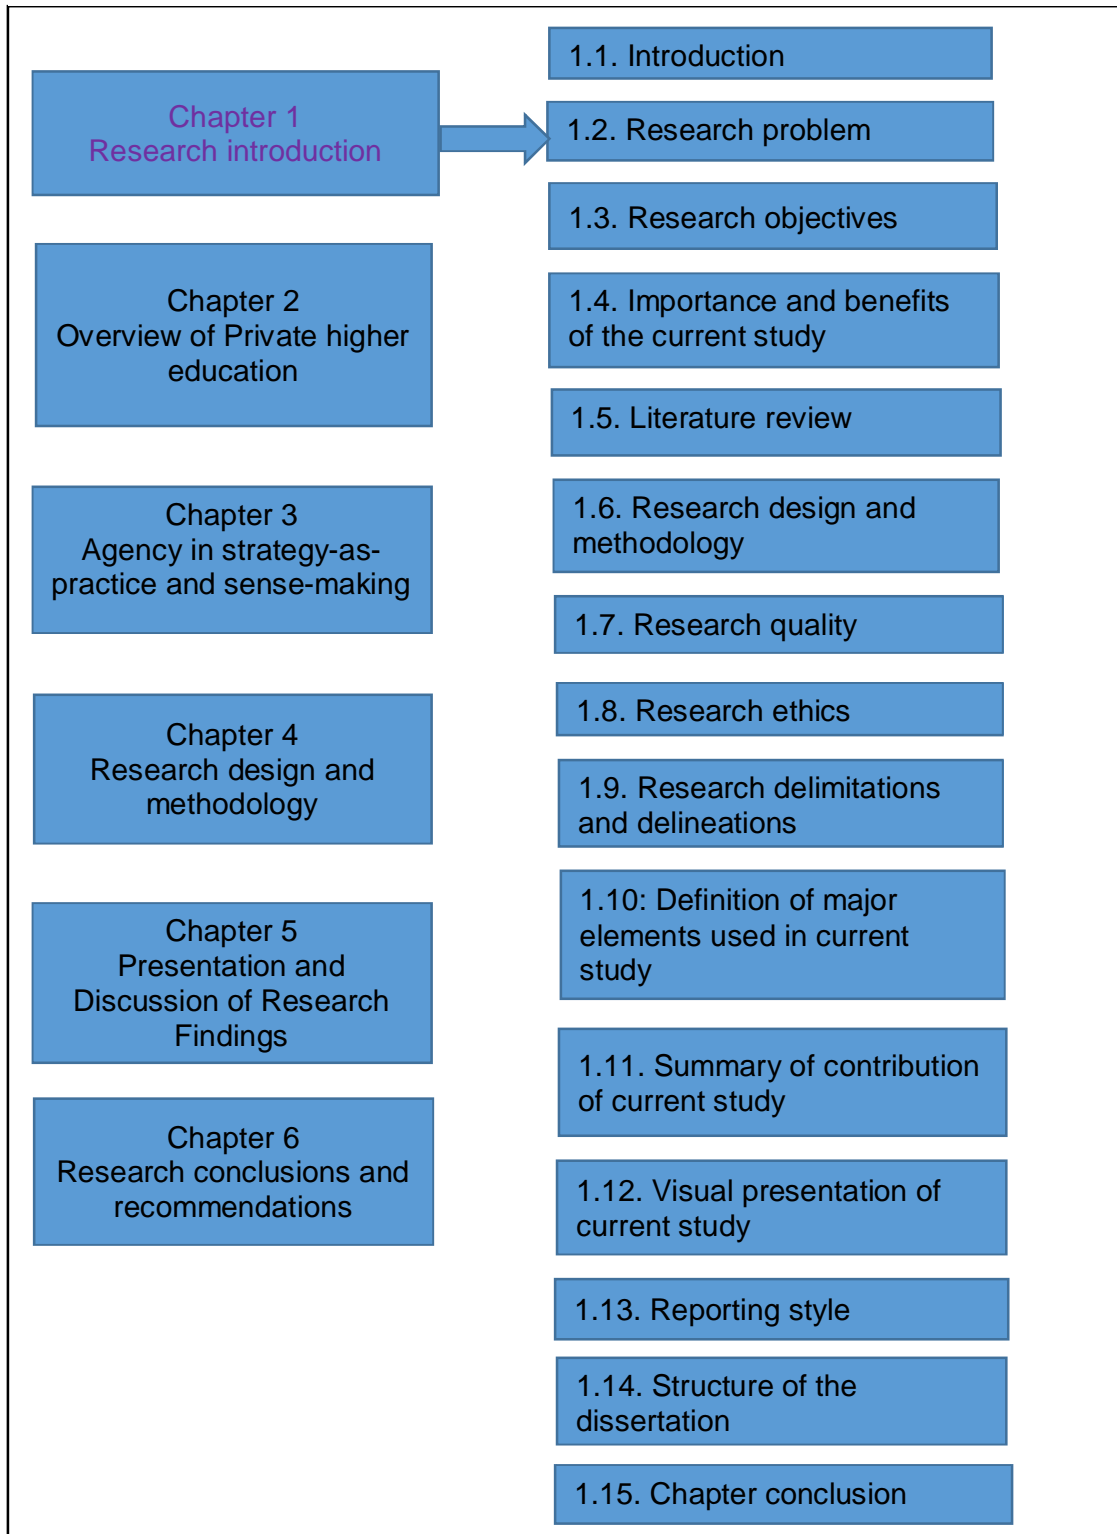 Chapter 1
Research introduction
Chapter 2
Overview of Private higher
education
Chapter 3
Agency in strategy-as-
practice and sense-making
Chapter 4
Research design and
methodology
Chapter 5
Presentation and
Discussion of Research
Findings
Chapter 6
Research conclusions and
recommendations
1.1. Introduction
1.2. Research problem
1.3. Research objectives
1.4. Importance and benefits
of the current study
1.5. Literature review
1.6. Research design and
methodology
1.7. Research quality
1.8. Research ethics
1.9. Research delimitations
and delineations
1.10: Definition of major
elements used in current
study
1.11. Summary of contribution
of current study
1.12. Visual presentation of
current study
1.13. Reporting style
1.14. Structure of the
dissertation
1.15. Chapter conclusion